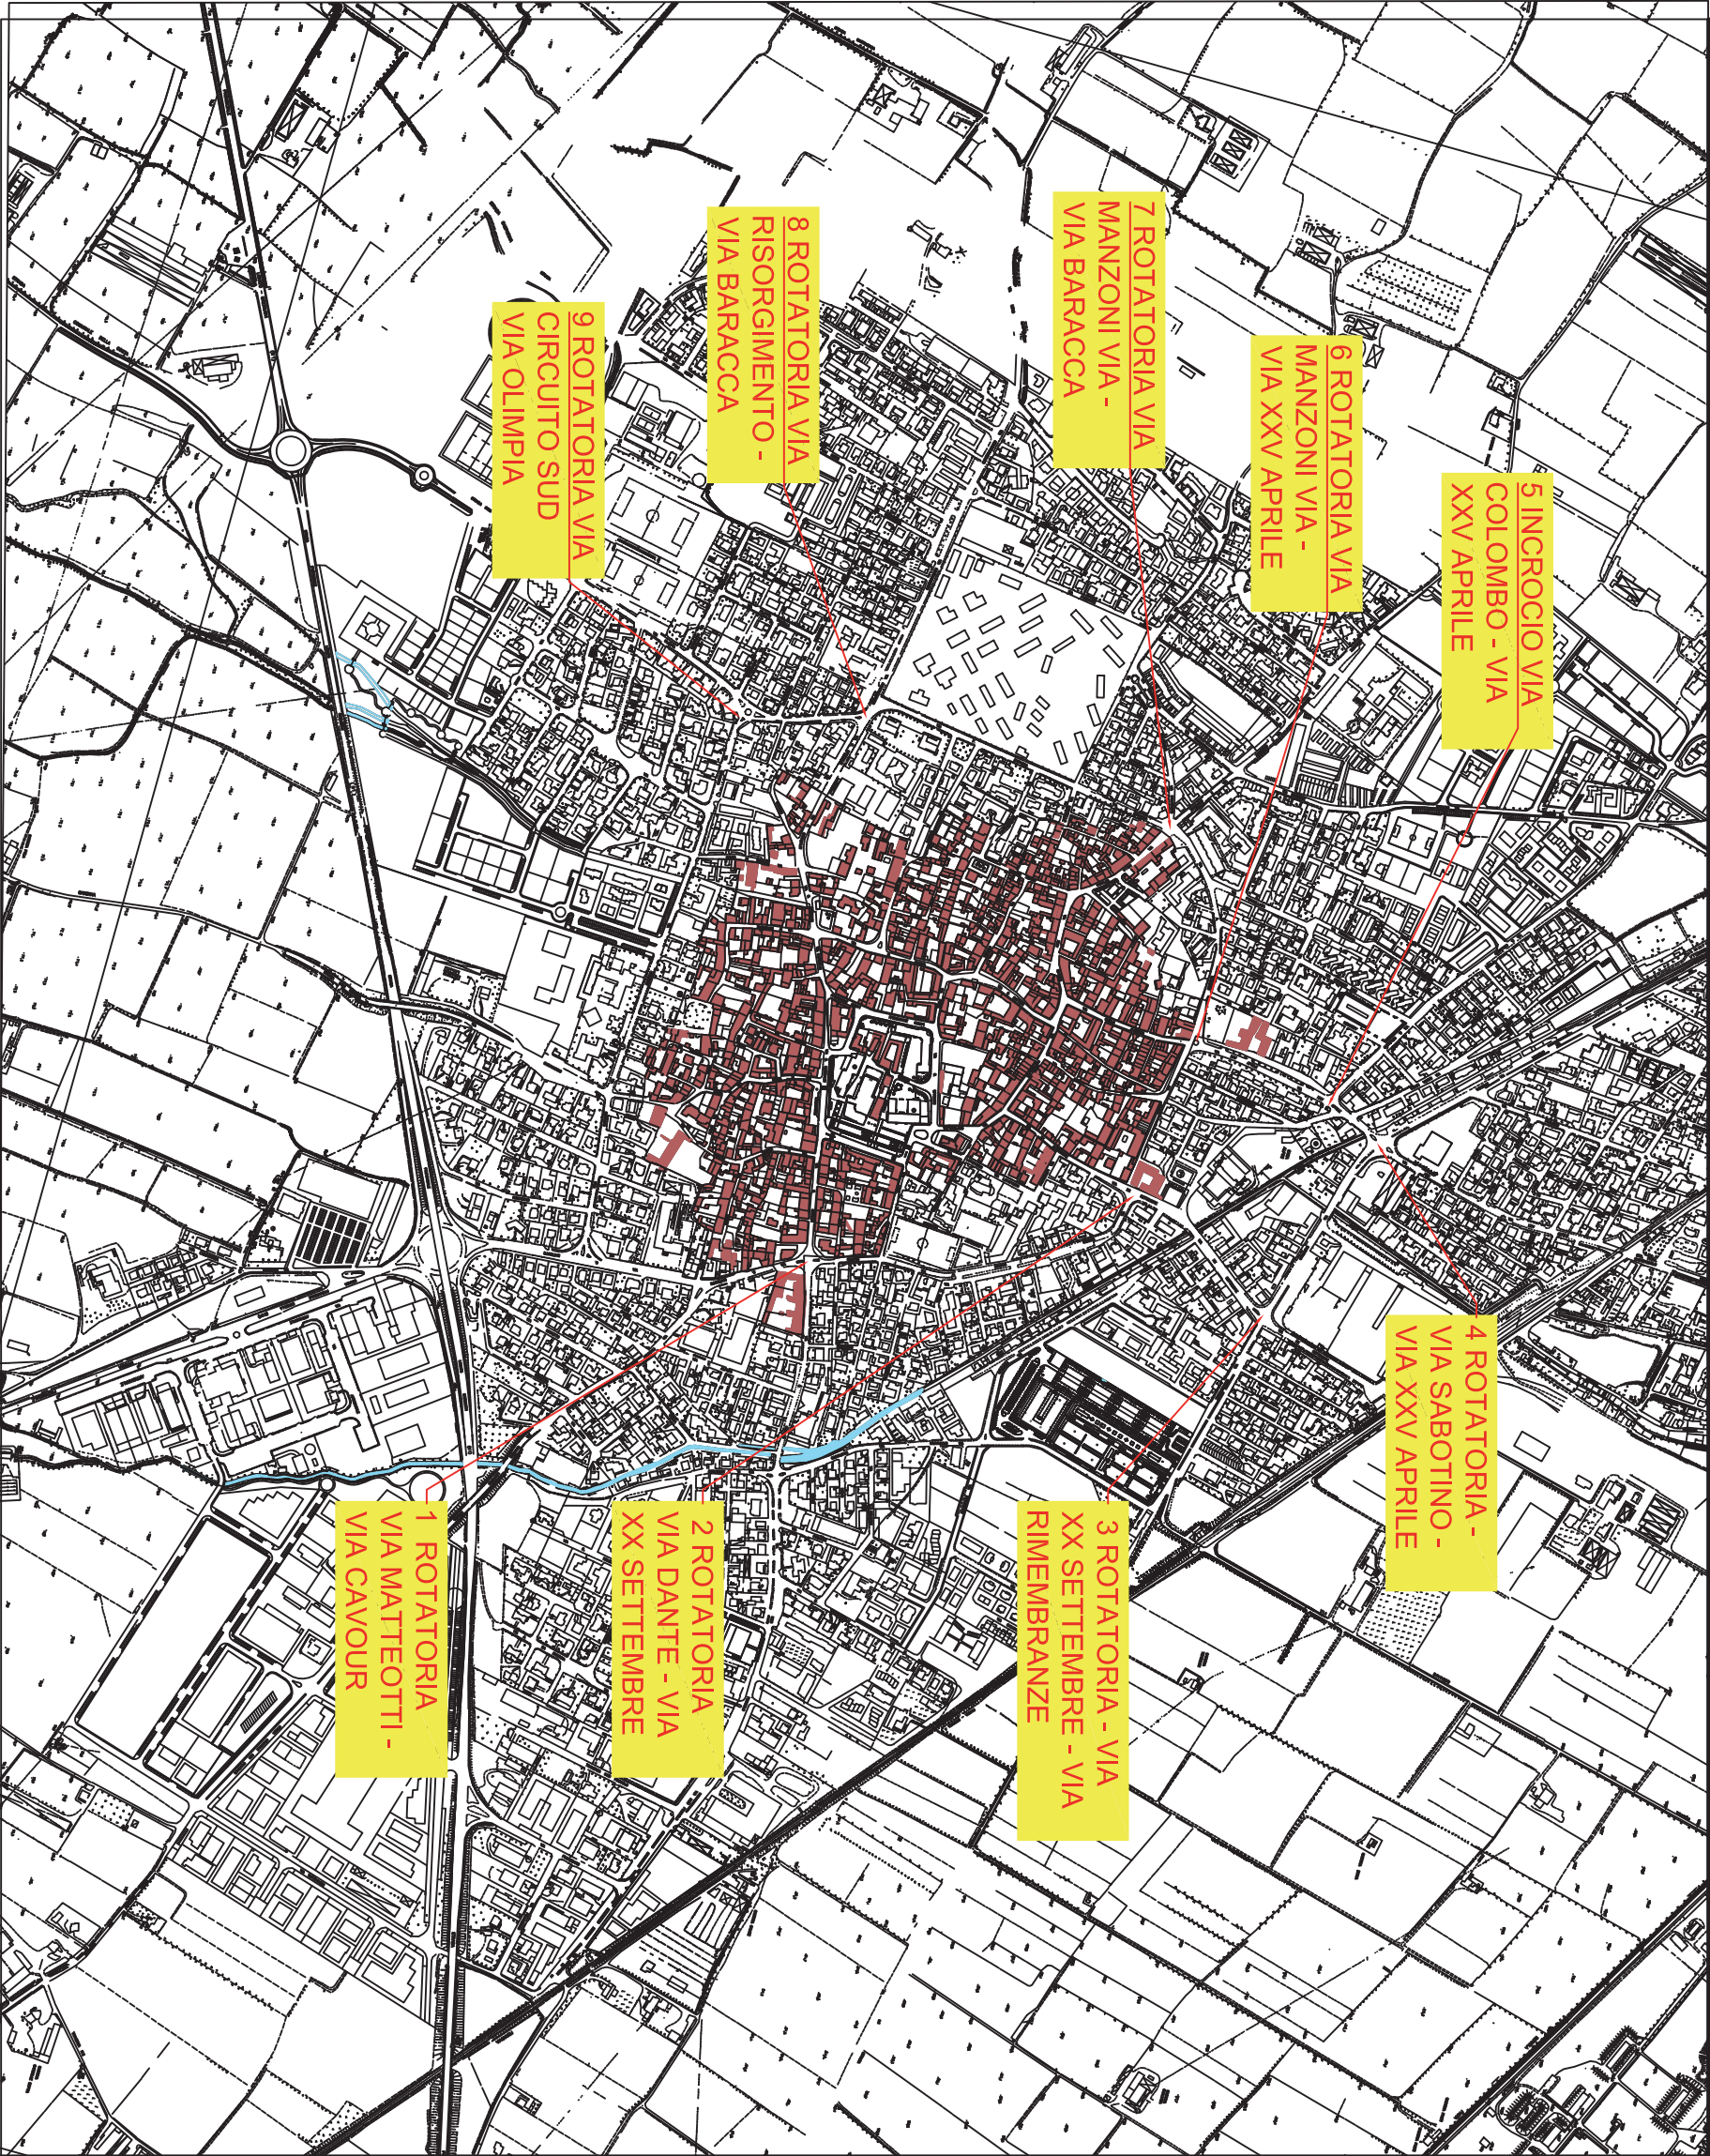 1 ROTATORIA
VIA MATTEOTTI -
VIA CAVOUR
2 ROTATORIA
VIA DANTE - VIA
XX SETTEMBRE
3 ROTATORIA - VIA
XX SETTEMBRE - VIA
RIMEMBRANZE
4 ROTATORIA -
VIA SABOTINO -
VIA XXV APRILE
5 INCROCIO VIA
COLOMBO - VIA
XXV APRILE
6 ROTATORIA VIA
MANZONI VIA -
VIA XXV APRILE
7 ROTATORIA VIA
MANZONI VIA -
VIA BARACCA
8 ROTATORIA VIA
RISORGIMENTO -
VIA BARACCA
9 ROTATORIA VIA
CIRCUITO SUD
VIA OLIMPIA